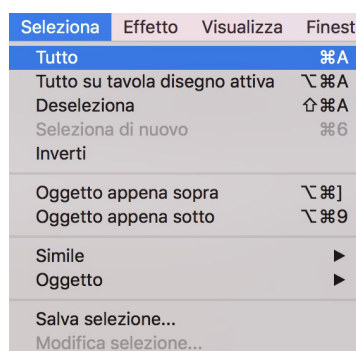 Seleziona Effetto Visualizza Finest
Tutto ⌘A
Tutto su tavola disegno attiva ⌥⌘A
Deseleziona ⇧⌘A
Seleziona di nuovo ⌘6
Inverti
Oggetto appena sopra ⌥⌘]
Oggetto appena sotto ⌥⌘9
Simile ▶
Oggetto ▶
Salva selezione...
Modifica selezione...